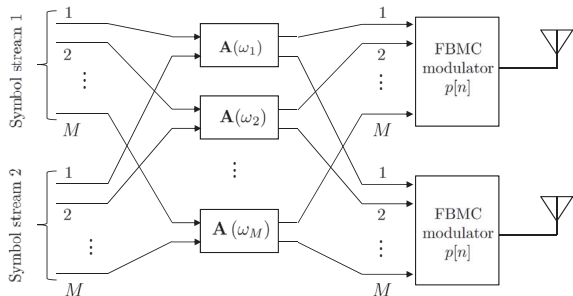 Symbol stream 1
1
2
⋮
M
A(ω₁)
A(ω₂)
⋮
A (ω_M)
1
2
⋮
M
FBMC
modulator
p[n]
Symbol stream 2
1
2
⋮
M
1
2
⋮
M
FBMC
modulator
p[n]